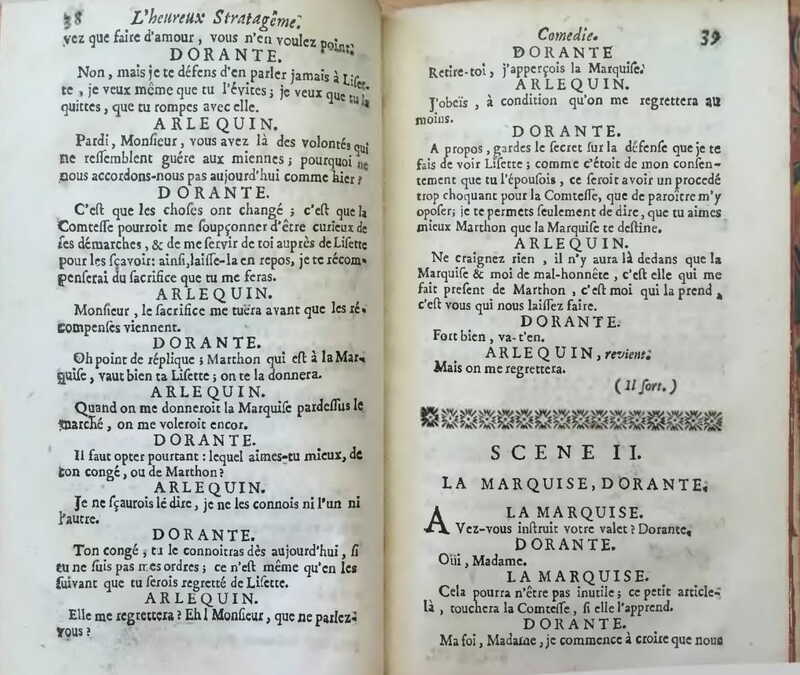 38 L'heureux Stratagême.
vez que faire d'amour, vous n'en voulez point.
DORANTE.
Non, mais je te défens d'en parler jamais à Liset-
te, je veux même que tu l'évites; je veux que tu la
quittes, que tu rompes avec elle.
ARLEQUIN.
Pardi, Monsieur, vous avez là des volontés qui
ne ressemblent guére aux miennes; pourquoi ne
nous accordons-nous pas aujourd'hui comme hier?
DORANTE.
C'est que les choses ont changé; c'est que la
Comtesse pourroit me soupçonner d'être curieux de
ses démarches, & de me servir de toi auprès de Lisette
pour les sçavoir: ainsi, laisse-la en repos, je te récom-
penserai du sacrifice que tu me feras.
ARLEQUIN.
Monsieur, le sacrifice me tuëra avant que les ré-
compenses viennent.
DORANTE.
Oh point de réplique; Marthon qui est à la Mar-
quise, vaut bien ta Lisette; on te la donnera.
ARLEQUIN.
Quand on me donneroit la Marquise pardessus le
marché, on me voleroit encor.
DORANTE.
Il faut opter pourtant: lequel aimes-tu mieux, de
ton congé, ou de Marthon?
ARLEQUIN.
Je ne sçaurois le dire, je ne les connois ni l'un ni
l'autre.
DORANTE.
Ton congé, tu le connoitras dès aujourd'hui, si
tu ne suis pas mes ordres; ce n'est même qu'en les
suivant que tu serois regretté de Lisette.
ARLEQUIN.
Elle me regrettera? Eh! Monsieur, que ne parlez-
vous?
Comedie. 39
DORANTE
Retire-toi, j'apperçois la Marquise.
ARLEQUIN.
J'obeïs, à condition qu'on me regrettera au
moins.
DORANTE.
A propos, gardes le secret sur la défense que je te
fais de voir Lisette; comme c'étoit de mon consen-
tement que tu l'épousois, ce seroit avoir un procedé
trop choquant pour la Comtesse, que de paroître m'y
oposer; je te permets seulement de dire, que tu aimes
mieux Marthon que la Marquise te destine.
ARLEQUIN.
Ne craignez rien, il n'y aura là dedans que la
Marquise & moi de mal-honnête, c'est elle qui me
fait present de Marthon, c'est moi qui la prend,
c'est vous qui nous laissez faire.
DORANTE.
Fort bien, va-t'en.
ARLEQUIN, revient.
Mais on me regrettera.
(Il sort.)
SCENE II.
LA MARQUISE, DORANTE.
LA MARQUISE.
AVez-vous instruit votre valet? Dorante.
DORANTE.
Oüi, Madame.
LA MARQUISE.
Cela pourra n'être pas inutile; ce petit article-
là, touchera la Comtesse, si elle l'apprend.
DORANTE.
Ma foi, Madame, je commence à croire que nous